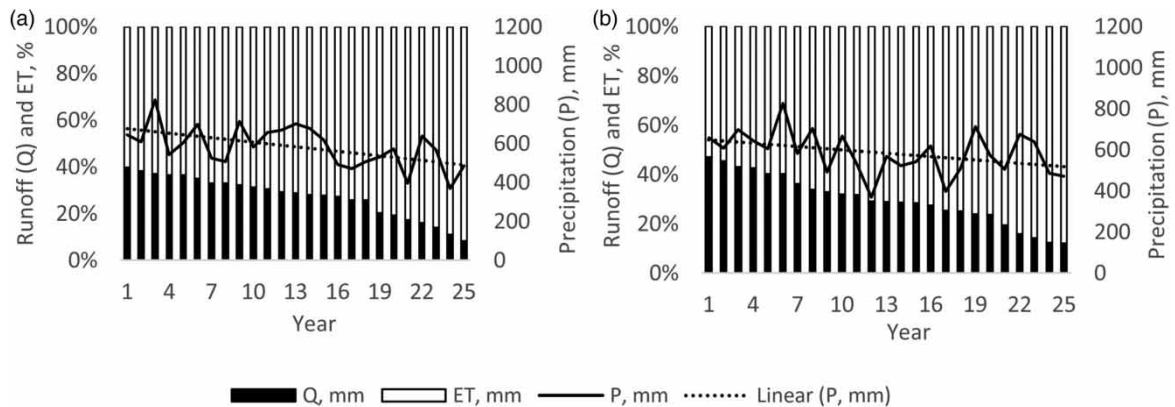 (a)
Runoff (Q) and ET, %
100%
80%
60%
40%
20%
0%
1 4 7 10 13 16 19 22 25
Year
1200
1000
800
600
400
200
0
Precipitation (P), mm
(b)
Runoff (Q) and ET, %
100%
80%
60%
40%
20%
0%
1 4 7 10 13 16 19 22 25
Year
1200
1000
800
600
400
200
0
Precipitation (P), mm
Q, mm ET, mm P, mm Linear (P, mm)